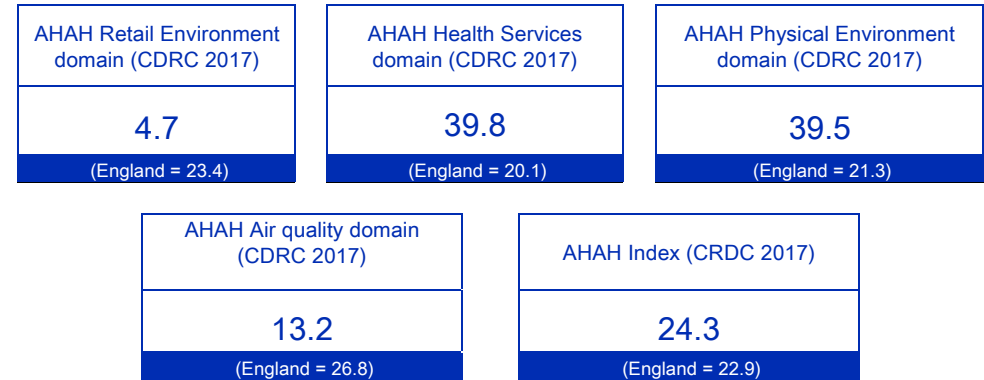 AHAH Retail Environment
domain (CDRC 2017)
4.7
(England = 23.4)
AHAH Health Services
domain (CDRC 2017)
39.8
(England = 20.1)
AHAH Physical Environment
domain (CDRC 2017)
39.5
(England = 21.3)
AHAH Air quality domain
(CDRC 2017)
13.2
(England = 26.8)
AHAH Index (CRDC 2017)
24.3
(England = 22.9)